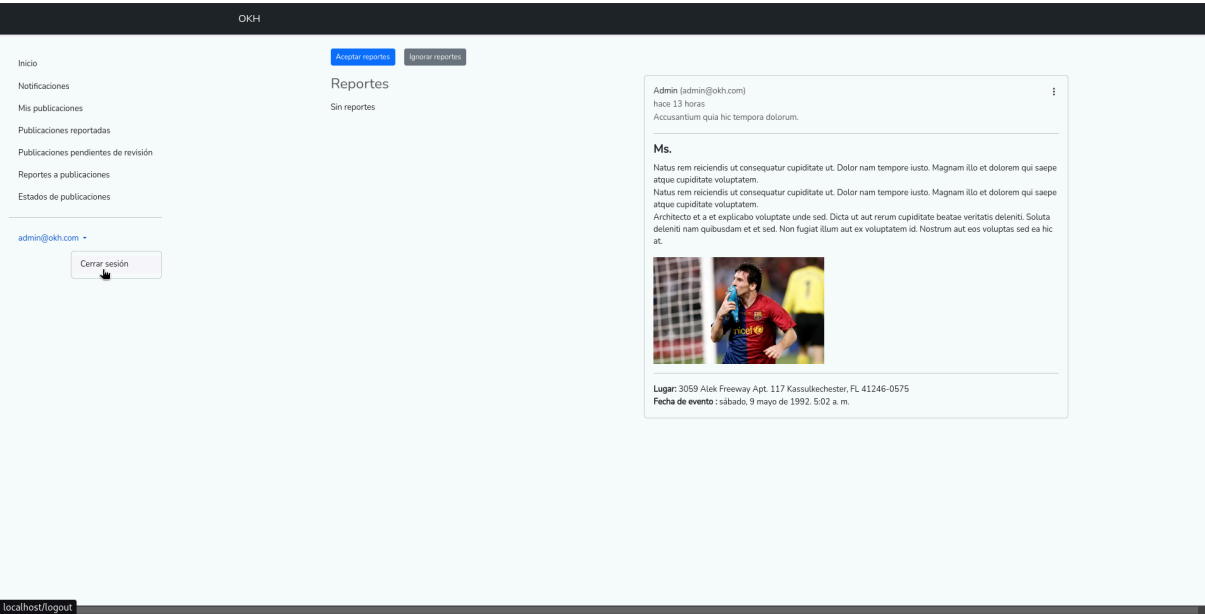 OKH
Inicio
Notificaciones
Mis publicaciones
Publicaciones reportadas
Publicaciones pendientes de revisión
Reportes a publicaciones
Estados de publicaciones
admin@okh.com
Cerrar sesión
Aceptar reportes
Ignorar reportes
Reportes
Sin reportes
Admin (admin@okh.com)
hace 13 horas
Accusantium quia hic tempora dolorum.
Ms.
Natus rem reiciendis ut consequatur cupiditate ut. Dolor nam tempore iusto. Magnam illo et dolorem qui saepe
atque cupiditate voluptatem.
Natus rem reiciendis ut consequatur cupiditate ut. Dolor nam tempore iusto. Magnam illo et dolorem qui saepe
atque cupiditate voluptatem.
Architecto et a et explicabo voluptate unde sed. Dicta ut aut rerum cupiditate beatae veritatis deleniti. Soluta
deleniti nam quibusdam et et sed. Non fugiat illum aut ex voluptatem id. Nostrum aut eos voluptas sed ea hic
at.
nicef
Lugar: 3059 Alek Freeway Apt. 117 Kassulkechester, FL 41246-0575
Fecha de evento : sábado, 9 mayo de 1992. 5:02 a. m.
localhost/logout